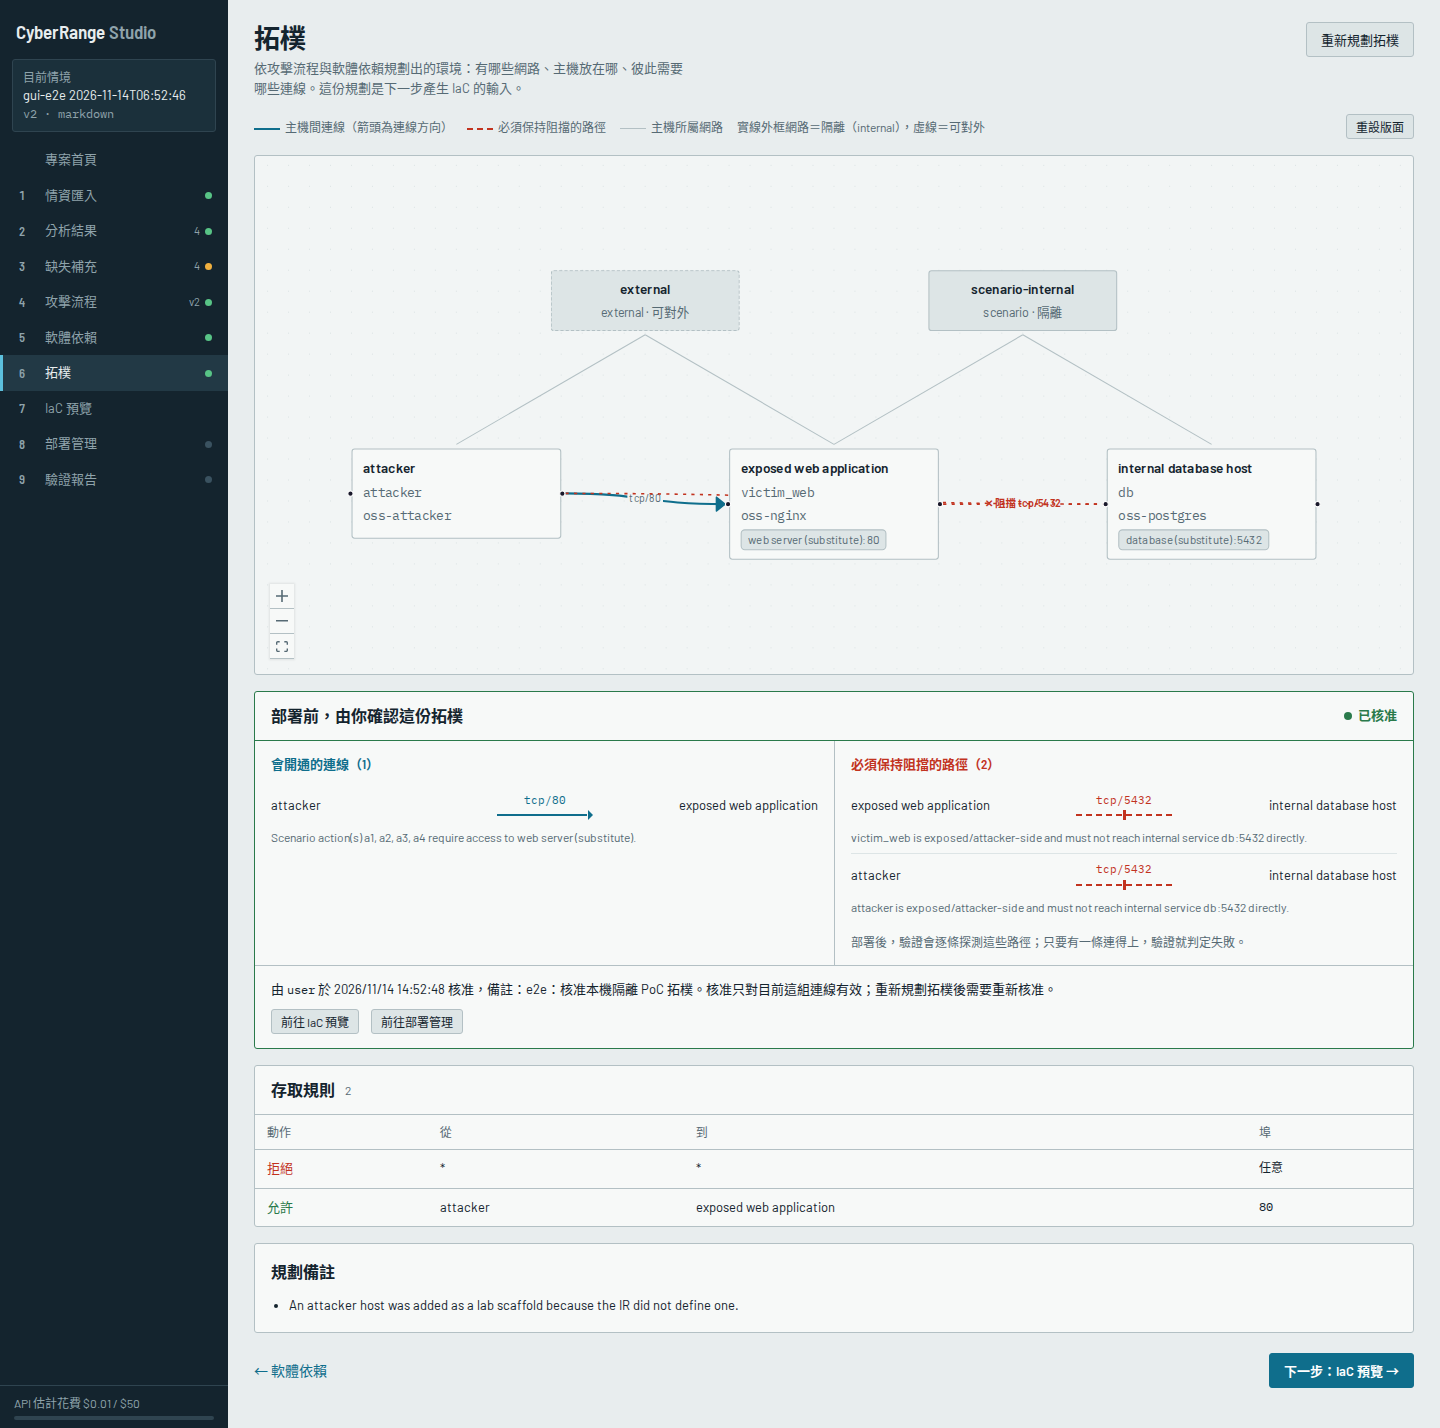 CyberRange Studio
目前情境
gui-e2e 2026-11-14T06:52:46
v2 · markdown
專案首頁
1 情資匯入
2 分析結果 4
3 缺失補充 4
4 攻擊流程 v2
5 軟體依賴
6 拓樸
7 IaC 預覽
8 部署管理
9 驗證報告
API 估計花費 $0.01 / $50
拓樸
重新規劃拓樸
依攻擊流程與軟體依賴規劃出的環境：有哪些網路、主機放在哪、彼此需要
哪些連線。這份規劃是下一步產生 IaC 的輸入。
主機間連線（箭頭為連線方向） 必須保持阻擋的路徑 主機所屬網路 實線外框網路＝隔離（internal），虛線＝可對外
重設版面
external
external · 可對外
scenario-internal
scenario · 隔離
attacker
attacker
oss-attacker
tcp/80
exposed web application
victim_web
oss-nginx
web server (substitute): 80
✕ 阻擋 tcp/5432
internal database host
db
oss-postgres
database (substitute) : 5432
部署前，由你確認這份拓樸
已核准
會開通的連線（1）
attacker tcp/80 exposed web application
Scenario action(s) a1, a2, a3, a4 require access to web server (substitute).
必須保持阻擋的路徑（2）
exposed web application tcp/5432 internal database host
victim_web is exposed/attacker-side and must not reach internal service db:5432 directly.
attacker tcp/5432 internal database host
attacker is exposed/attacker-side and must not reach internal service db:5432 directly.
部署後，驗證會逐條探測這些路徑；只要有一條連得上，驗證就判定失敗。
由 user 於 2026/11/14 14:52:48 核准，備註：e2e：核准本機隔離 PoC 拓樸。核准只對目前這組連線有效；重新規劃拓樸後需要重新核准。
前往 IaC 預覽 前往部署管理
存取規則 2
動作 從 到 埠
拒絕 * * 任意
允許 attacker exposed web application 80
規劃備註
• An attacker host was added as a lab scaffold because the IR did not define one.
← 軟體依賴
下一步：IaC 預覽 →